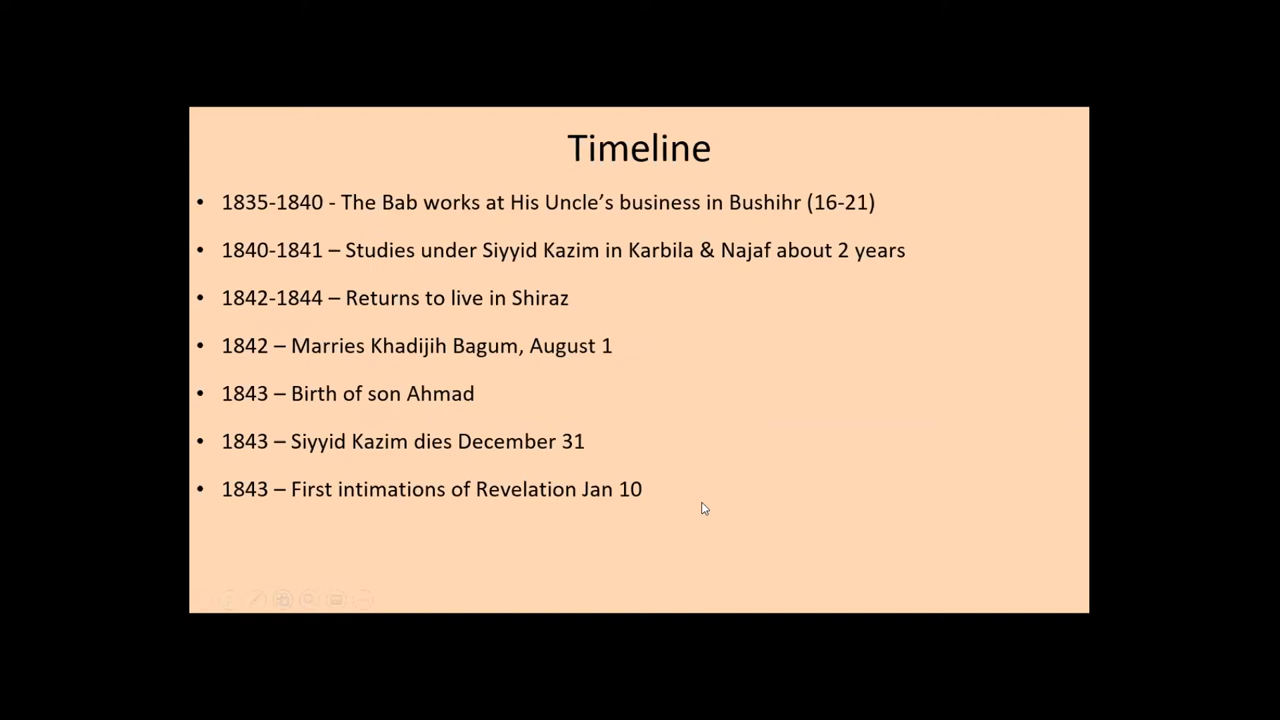 Timeline
• 1835-1840 - The Bab works at His Uncle’s business in Bushihr (16-21)
• 1840-1841 – Studies under Siyyid Kazim in Karbila & Najaf about 2 years
• 1842-1844 – Returns to live in Shiraz
• 1842 – Marries Khadijih Bagum, August 1
• 1843 – Birth of son Ahmad
• 1843 – Siyyid Kazim dies December 31
• 1843 – First intimations of Revelation Jan 10